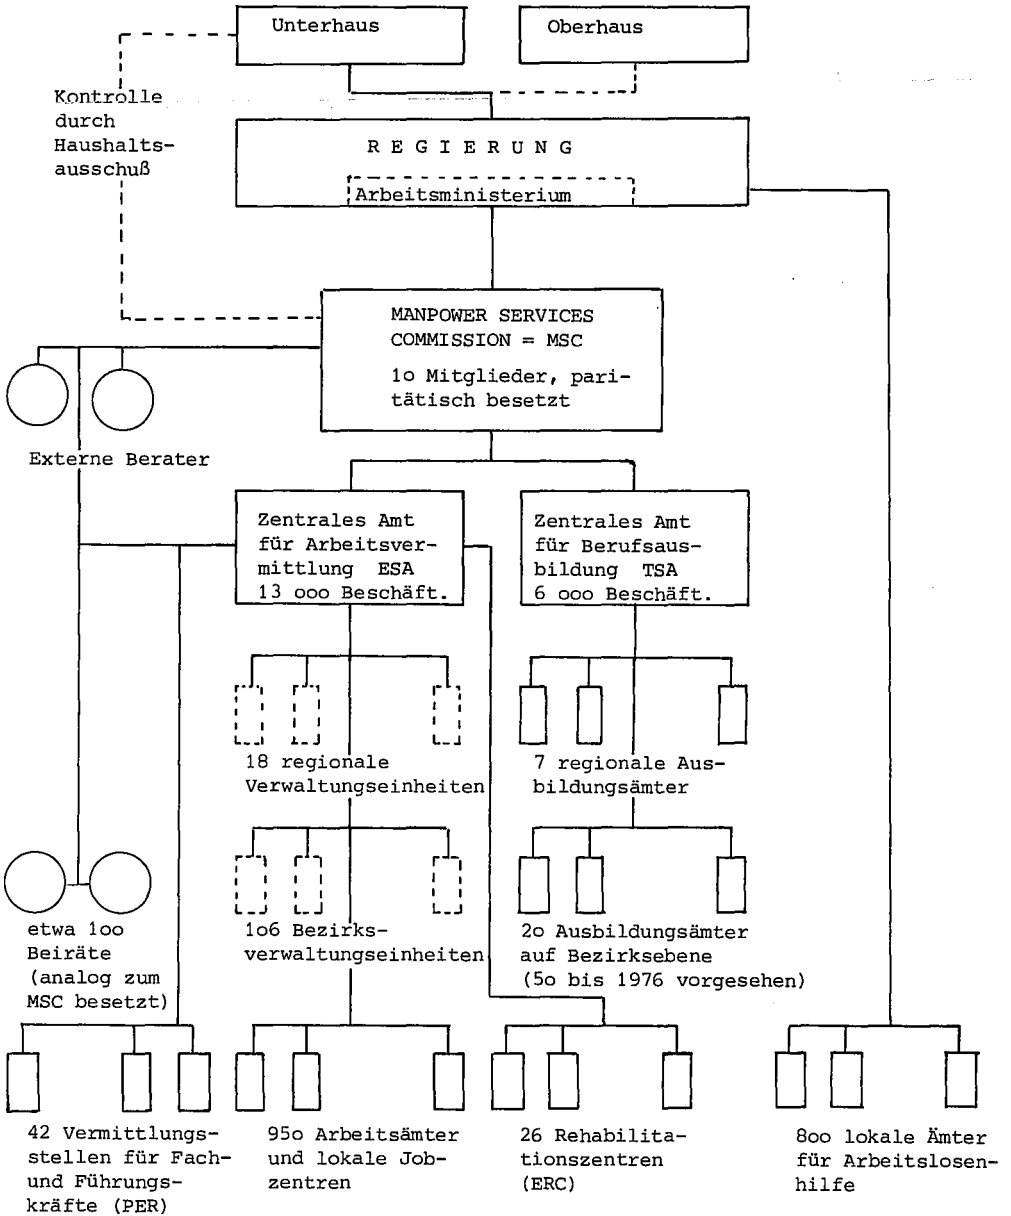 Unterhaus
Oberhaus
Kontrolle
durch
Haushalts-
ausschuß
R E G I E R U N G
Arbeitsministerium
MANPOWER SERVICES
COMMISSION = MSC
1o Mitglieder, pari-
tätisch besetzt
Externe Berater
Zentrales Amt
für Arbeitsver-
mittlung ESA
13 ooo Beschäft.
Zentrales Amt
für Berufsaus-
bildung TSA
6 ooo Beschäft.
18 regionale
Verwaltungseinheiten
7 regionale Aus-
bildungsämter
etwa 1oo
Beiräte
(analog zum
MSC besetzt)
1o6 Bezirks-
verwaltungseinheiten
2o Ausbildungsämter
auf Bezirksebene
(5o bis 1976 vorgesehen)
42 Vermittlungs-
stellen für Fach-
und Führungs-
kräfte (PER)
95o Arbeitsämter
und lokale Job-
zentren
26 Rehabilita-
tionszentren
(ERC)
8oo lokale Ämter
für Arbeitslosen-
hilfe